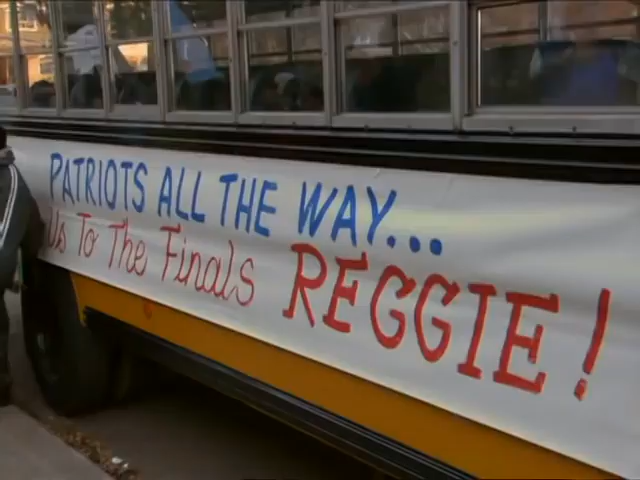 PATRIOTS ALL THE WAY...
Us To The Finals REGGIE!